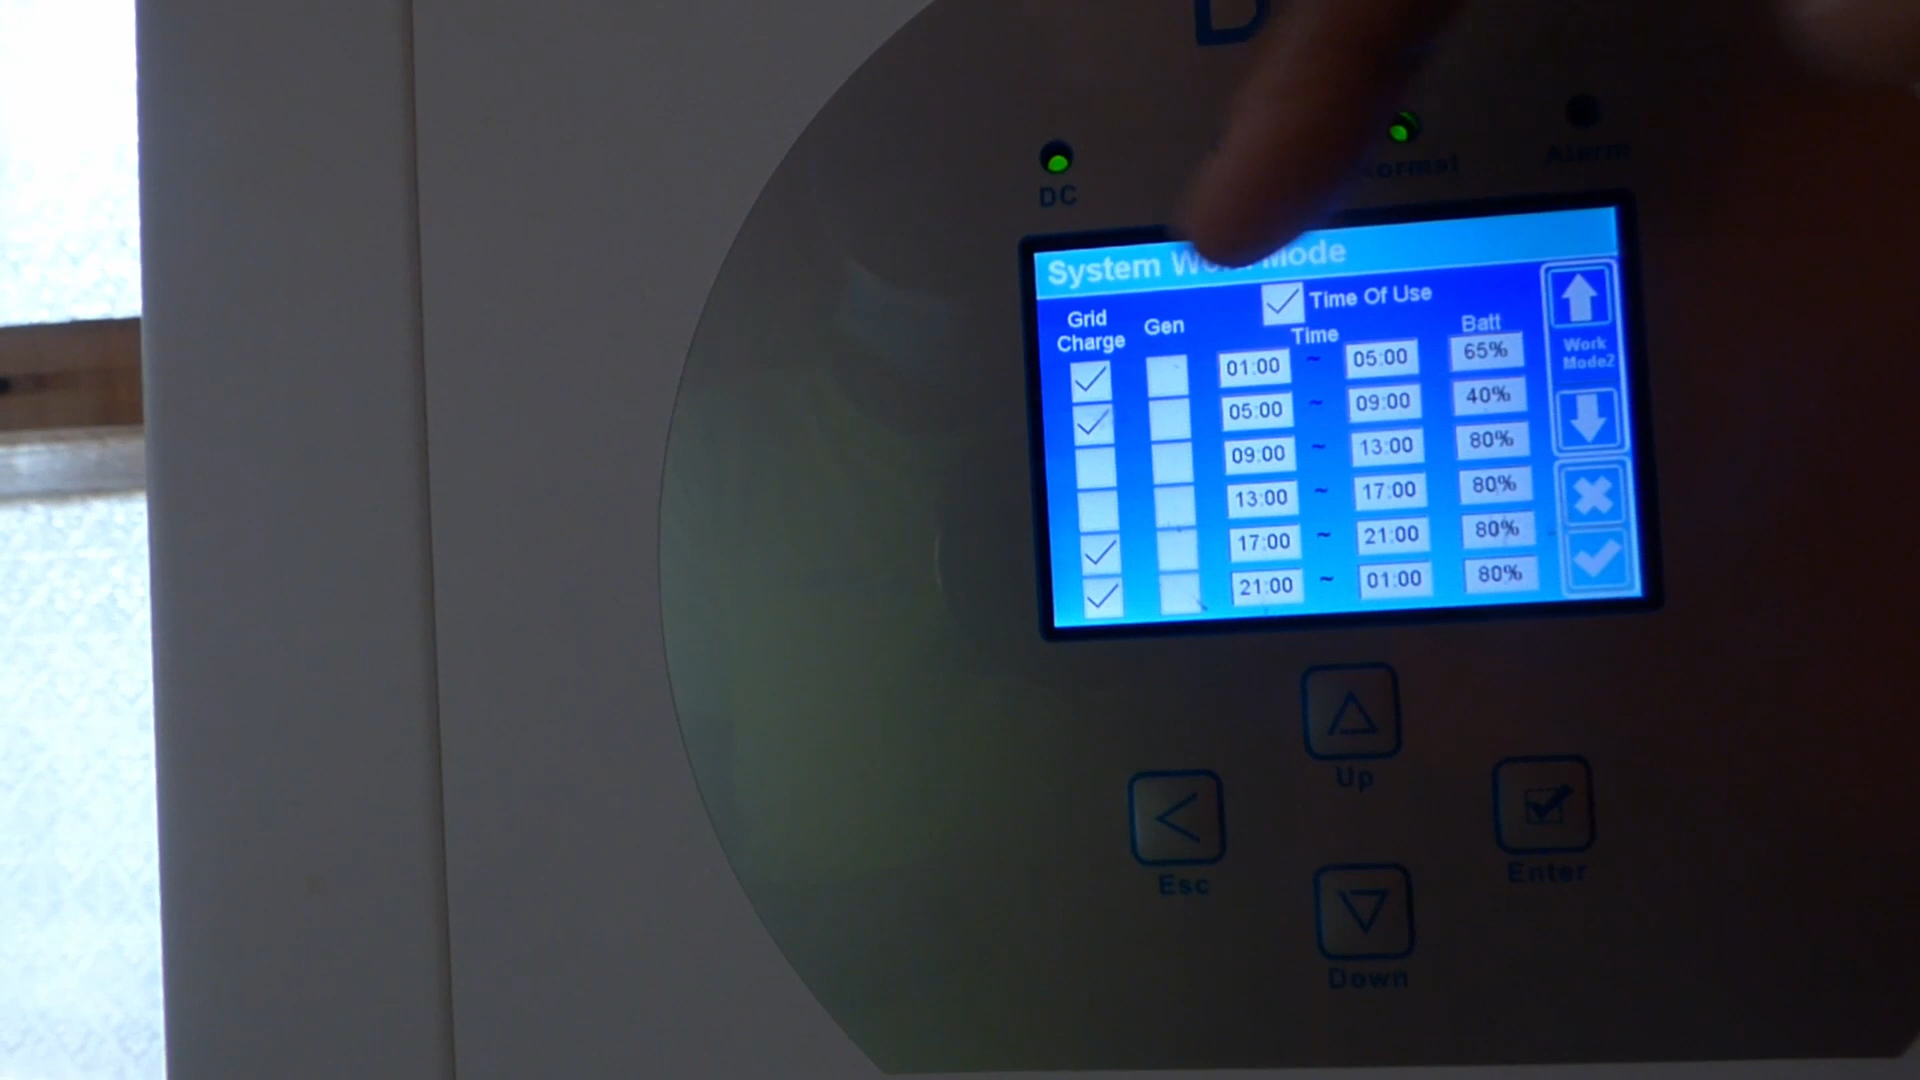 D
DC
Normal
Alarm
System Work Mode
Time Of Use
Grid Charge
Gen
Time
Batt
01:00 ~ 05:00 65%
05:00 ~ 09:00 40%
09:00 ~ 13:00 80%
13:00 ~ 17:00 80%
17:00 ~ 21:00 80%
21:00 ~ 01:00 80%
Work
Mode2
Up
Esc
Enter
Down